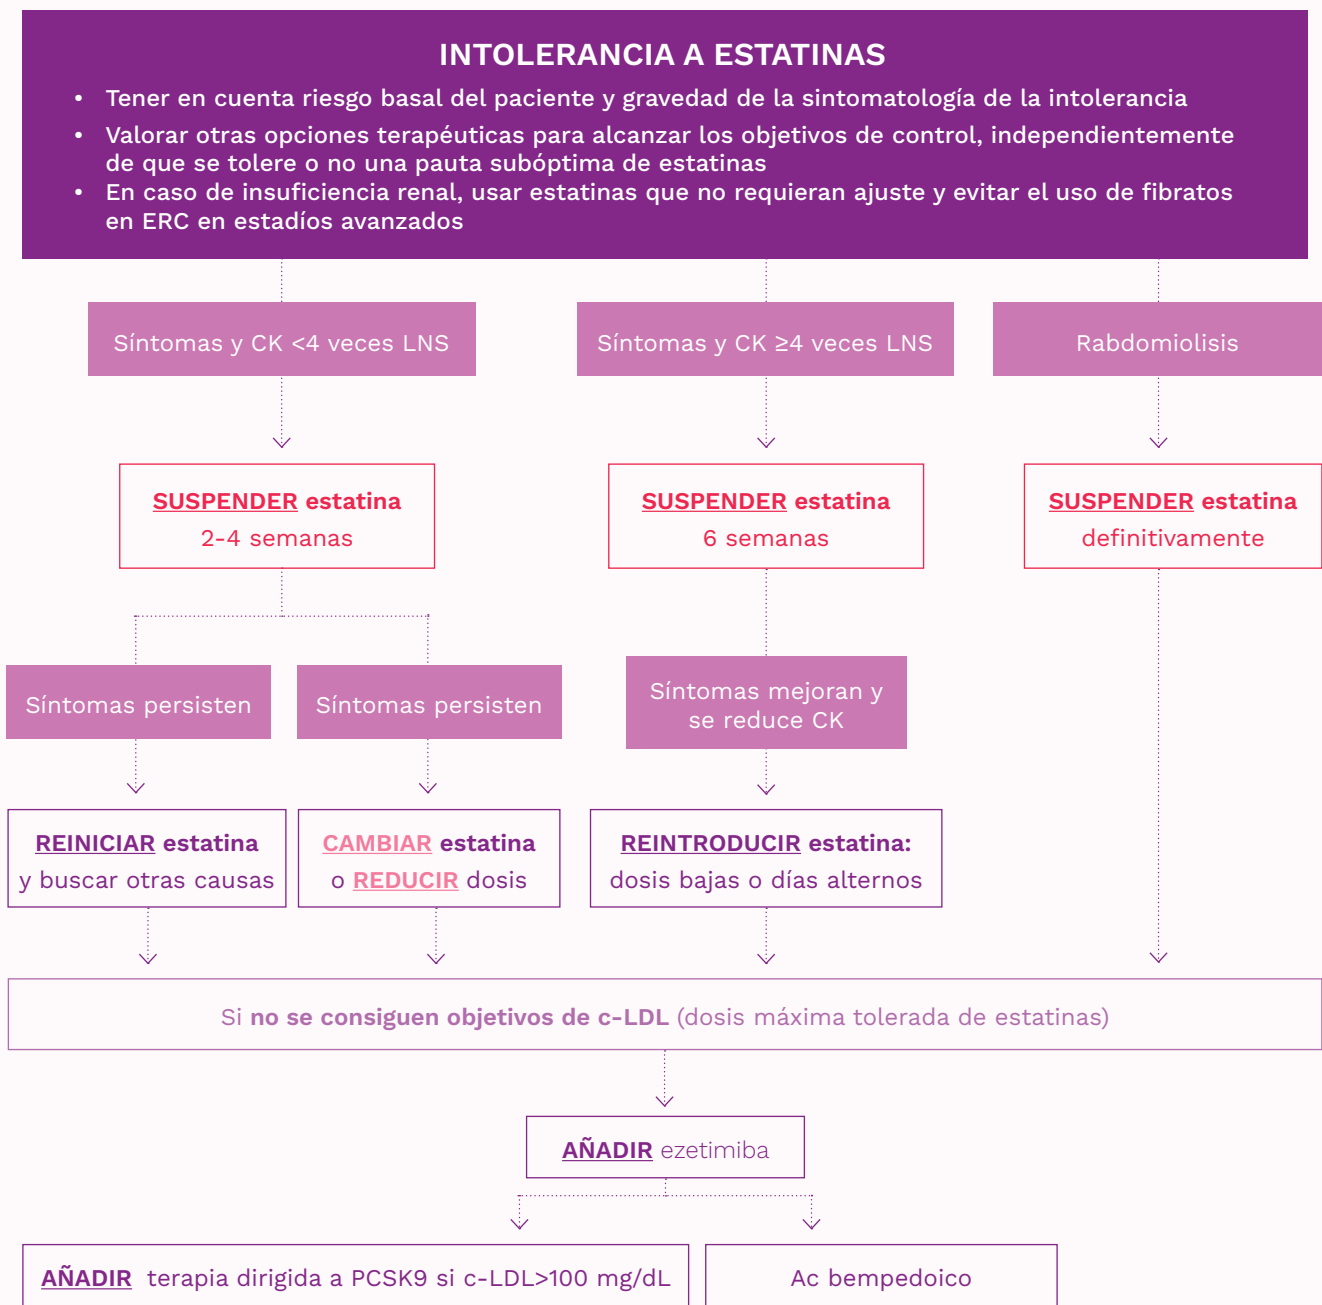 INTOLERANCIA A ESTATINAS
• Tener en cuenta riesgo basal del paciente y gravedad de la sintomatología de la intolerancia
• Valorar otras opciones terapéuticas para alcanzar los objetivos de control, independientemente
de que se tolere o no una pauta subóptima de estatinas
• En caso de insuficiencia renal, usar estatinas que no requieran ajuste y evitar el uso de fibratos
en ERC en estadíos avanzados
Síntomas y CK <4 veces LNS
Síntomas y CK ≥4 veces LNS
Rabdomiolisis
SUSPENDER estatina
2-4 semanas
SUSPENDER estatina
6 semanas
SUSPENDER estatina
definitivamente
Síntomas persisten
Síntomas persisten
Síntomas mejoran y
se reduce CK
REINICIAR estatina
y buscar otras causas
CAMBIAR estatina
o REDUCIR dosis
REINTRODUCIR estatina:
dosis bajas o días alternos
Si no se consiguen objetivos de c-LDL (dosis máxima tolerada de estatinas)
AÑADIR ezetimiba
AÑADIR terapia dirigida a PCSK9 si c-LDL>100 mg/dL
Ac bempedoico